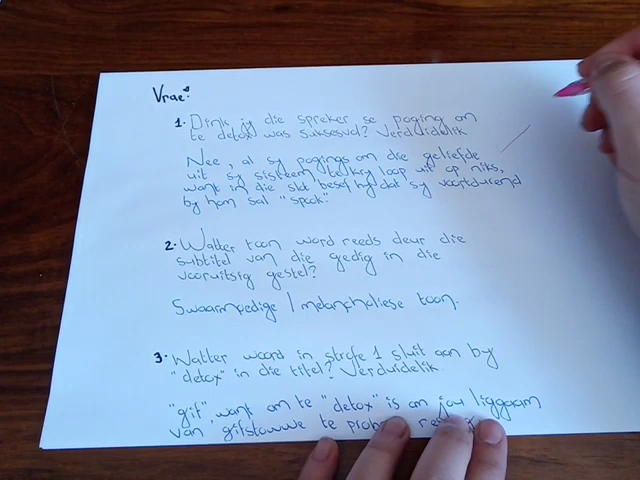 Vrae:
1. Dink jy die spreker se poging om
te detox was suksesvol? Verduidelik
Nee, al sy pogings om die geliefde
uit sy sisteem te kry loop uit op niks,
want in die slot besef hy dat sy voortdurend
by hom sal "spook".
2. Watter toon word reeds deur die
subtitel van die gedig in die
vooruitsig gestel?
Swaarmoedige / melancholiese toon.
3. Watter woord in strofe 1 sluit aan by
"detox" in die titel? Verduidelik
"gif", want om te "detox" is om jou liggaam
van gifstowwe te